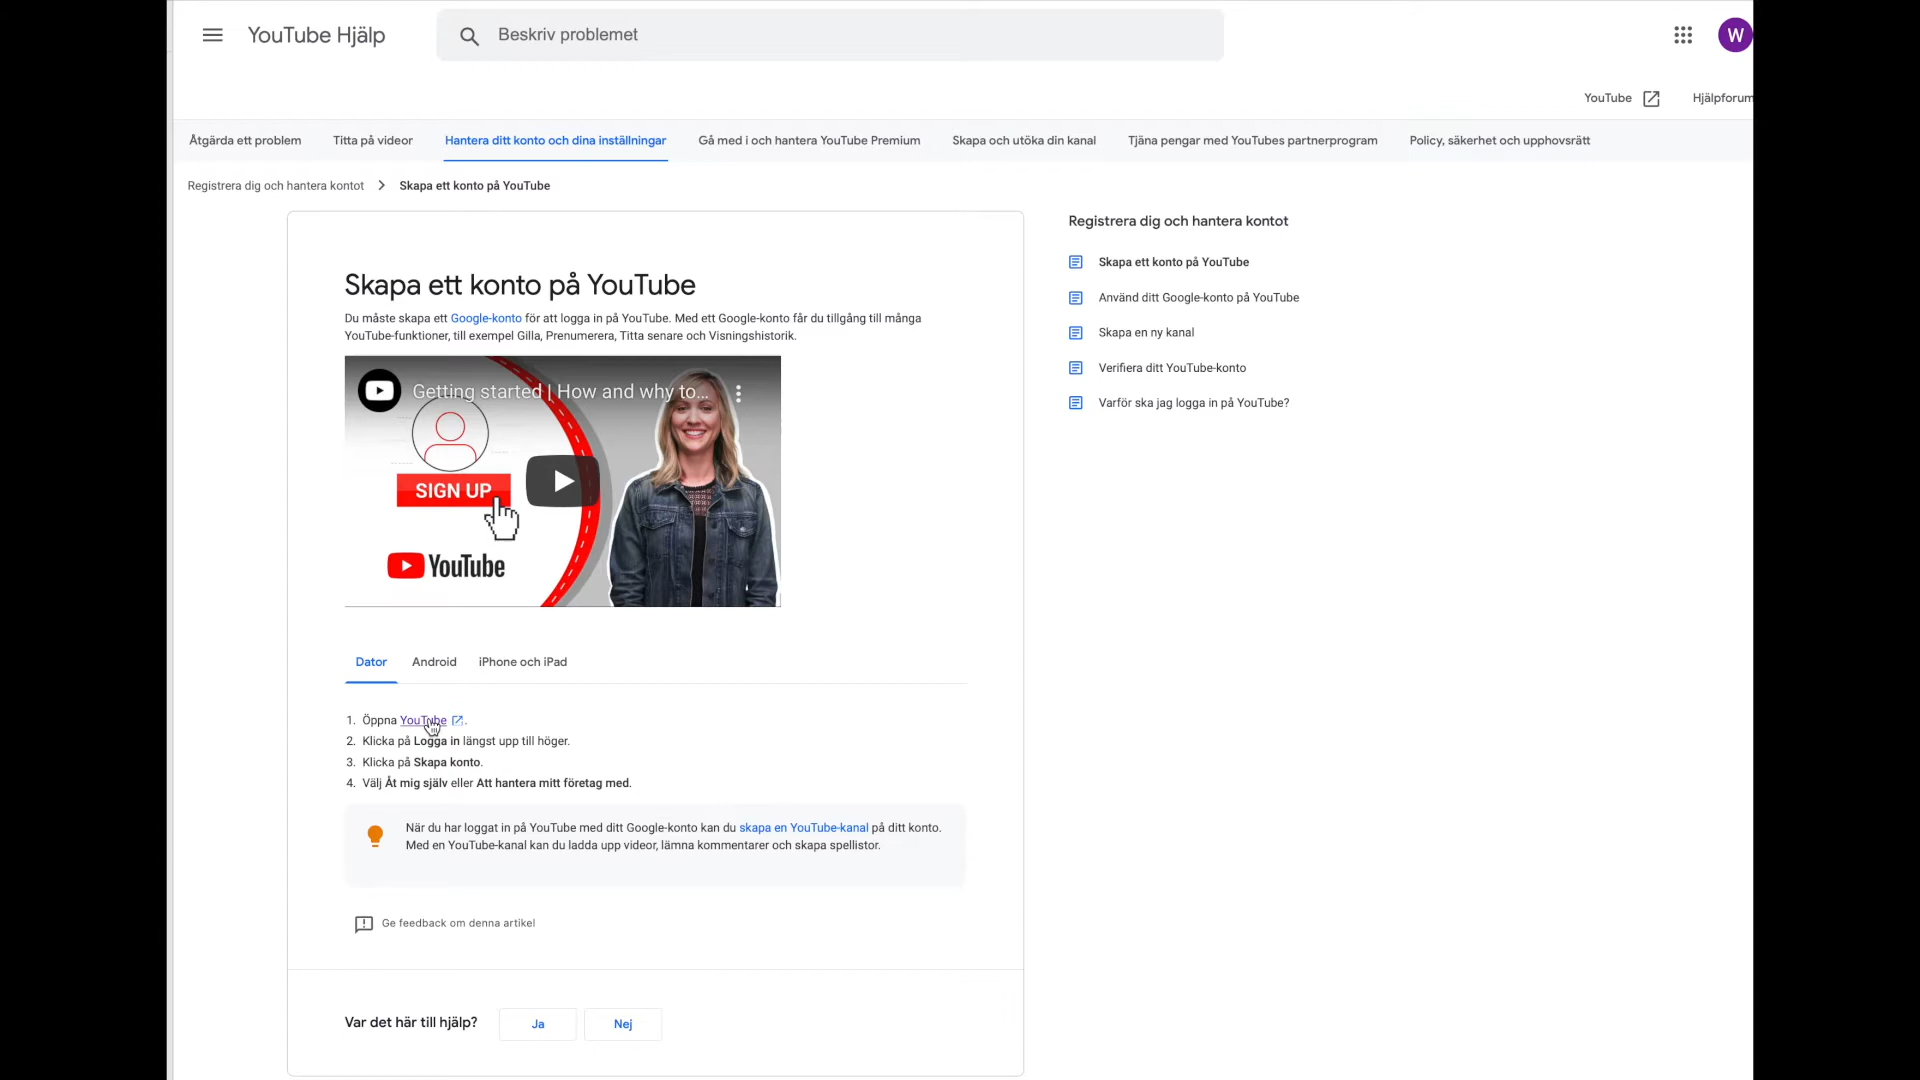 YouTube Hjälp
Beskriv problemet
W
YouTube
Hjälpforum
Åtgärda ett problem
Titta på videor
Hantera ditt konto och dina inställningar
Gå med i och hantera YouTube Premium
Skapa och utöka din kanal
Tjäna pengar med YouTubes partnerprogram
Policy, säkerhet och upphovsrätt
Registrera dig och hantera kontot
Skapa ett konto på YouTube
Skapa ett konto på YouTube
Du måste skapa ett Google-konto för att logga in på YouTube. Med ett Google-konto får du tillgång till många
YouTube-funktioner, till exempel Gilla, Prenumerera, Titta senare och Visningshistorik.
Getting started | How and why to...
SIGN UP
YouTube
Dator
Android
iPhone och iPad
1. Öppna YouTube.
2. Klicka på Logga in längst upp till höger.
3. Klicka på Skapa konto.
4. Välj Åt mig själv eller Att hantera mitt företag med.
När du har loggat in på YouTube med ditt Google-konto kan du skapa en YouTube-kanal på ditt konto.
Med en YouTube-kanal kan du ladda upp videor, lämna kommentarer och skapa spellistor.
Ge feedback om denna artikel
Var det här till hjälp?
Ja
Nej
Registrera dig och hantera kontot
Skapa ett konto på YouTube
Använd ditt Google-konto på YouTube
Skapa en ny kanal
Verifiera ditt YouTube-konto
Varför ska jag logga in på YouTube?